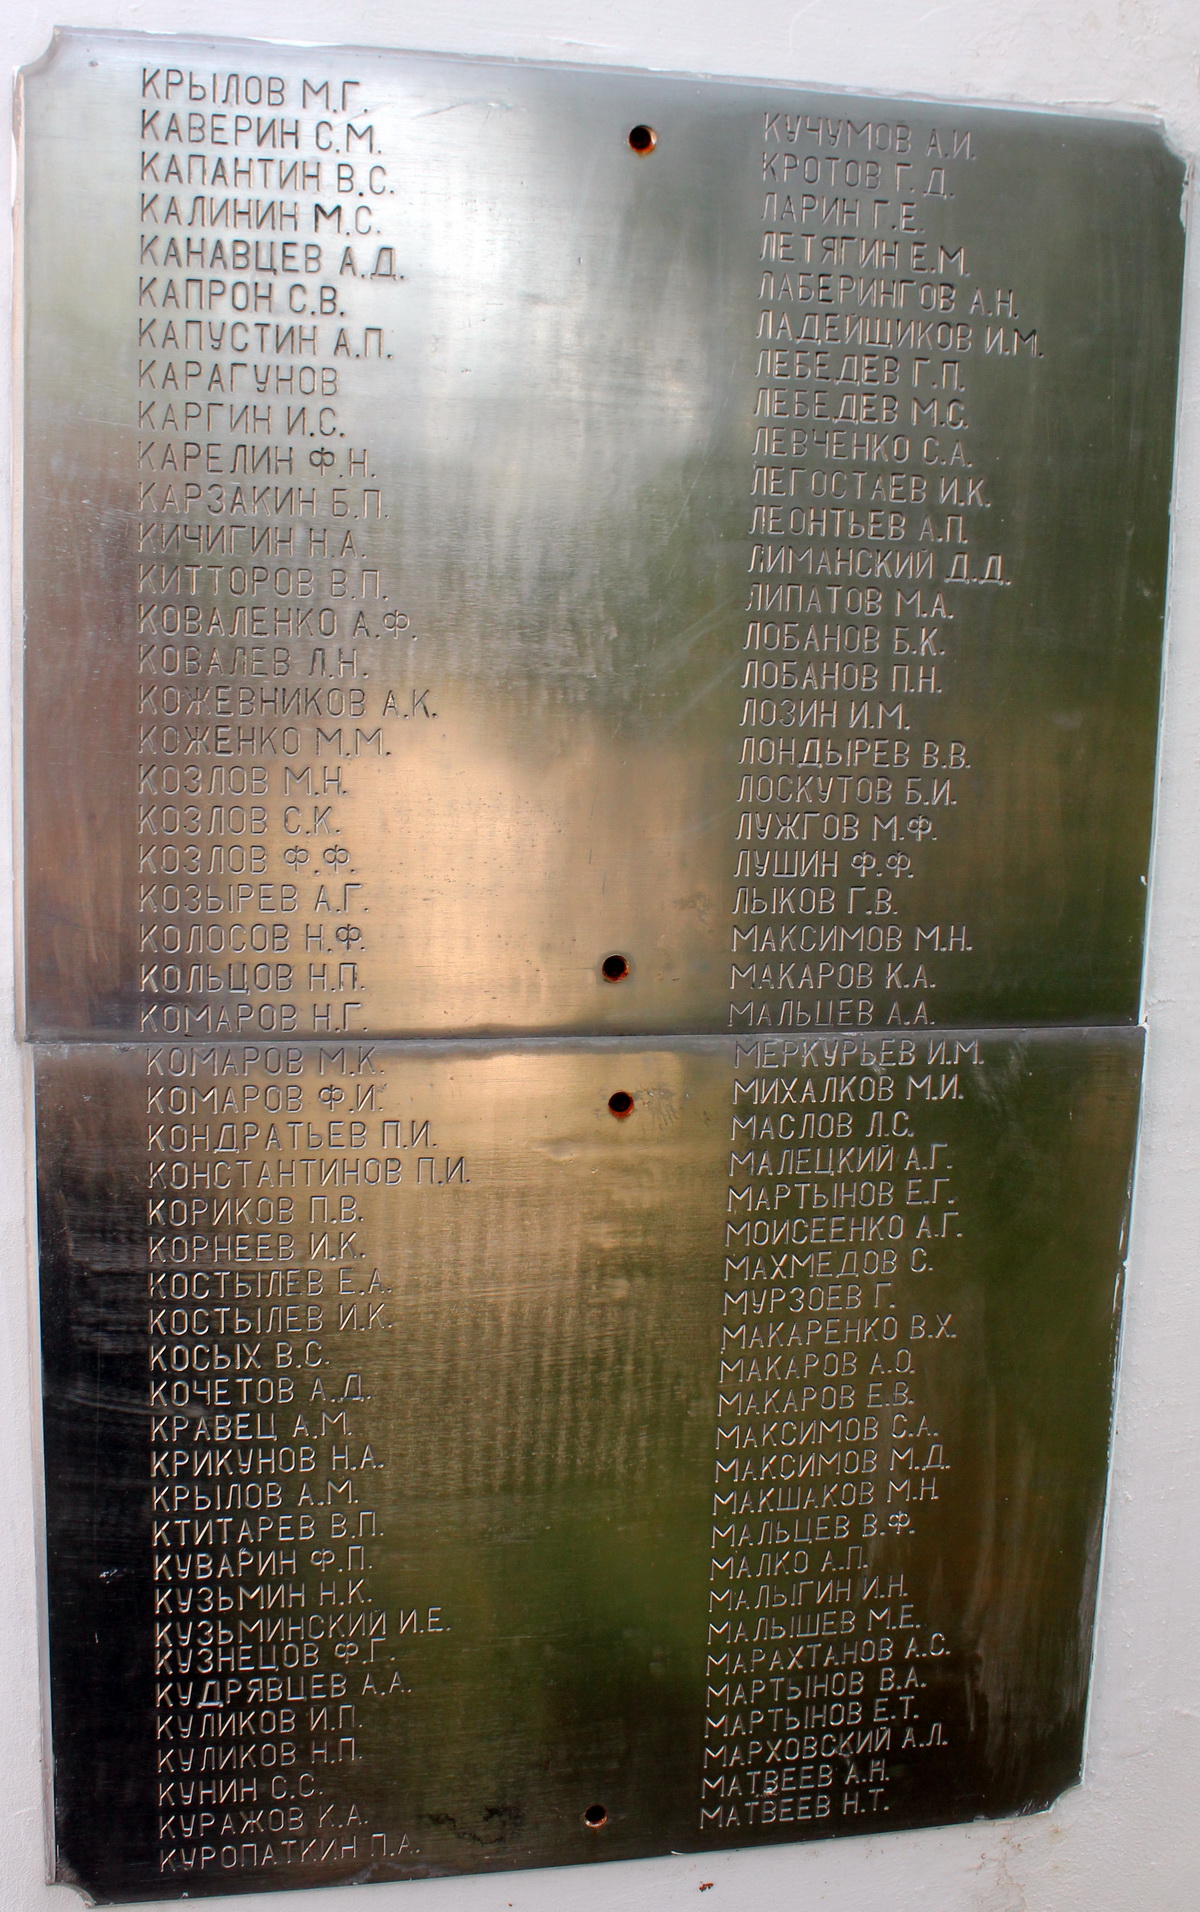 КРЫЛОВ М.Г.
КАВЕРИН С.М.
КАПАНТИН В.С.
КАЛИНИН М.С.
КАНАВЦЕВ А.Д.
КАПРОН С.В.
КАПУСТИН А.П.
КАРАГУНОВ
КАРГИН И.С.
КАРЕЛИН Ф.Н.
КАРЗАКИН Б.П.
КИЧИГИН Н.А.
КИТТОРОВ В.П.
КОВАЛЕНКО А.Ф.
КОВАЛЕВ Л.Н.
КОЖЕВНИКОВ А.К.
КОЖЕНКО М.М.
КОЗЛОВ М.Н.
КОЗЛОВ С.К.
КОЗЛОВ Ф.Ф.
КОЗЫРЕВ А.Г.
КОЛОСОВ Н.Ф.
КОЛЬЦОВ Н.П.
КОМАРОВ Н.Г.
КОМАРОВ М.К.
КОМАРОВ Ф.И.
КОНДРАТЬЕВ П.И.
КОНСТАНТИНОВ П.И.
КОРИКОВ П.В.
КОРНЕЕВ И.К.
КОСТЫЛЕВ Е.А.
КОСТЫЛЕВ И.К.
КОСЫХ В.С.
КОЧЕТОВ А.Д.
КРАВЕЦ А.М.
КРИКУНОВ Н.А.
КРЫЛОВ А.М.
КТИТАРЕВ В.П.
КУВАРИН Ф.П.
КУЗЬМИН Н.К.
КУЗЬМИНСКИЙ И.Е.
КУЗНЕЦОВ Ф.Г.
КУДРЯВЦЕВ А.А.
КУЛИКОВ И.П.
КУЛИКОВ Н.П.
КУНИН С.С.
КУРАЖОВ К.А.
КУРОПАТКИН П.А.
КУЧУМОВ А.И.
КРОТОВ Г.Д.
ЛАРИН Г.Е.
ЛЕТЯГИН Е.М.
ЛАБЕРИНГОВ А.Н.
ЛАДЕЙЩИКОВ И.М.
ЛЕБЕДЕВ Г.П.
ЛЕБЕДЕВ М.С.
ЛЕВЧЕНКО С.А.
ЛЕГОСТАЕВ И.К.
ЛЕОНТЬЕВ А.П.
ЛИМАНСКИЙ Д.Д.
ЛИПАТОВ М.А.
ЛОБАНОВ Б.К.
ЛОБАНОВ П.Н.
ЛОЗИН И.М.
ЛОНДЫРЕВ В.В.
ЛОСКУТОВ Б.И.
ЛУЖГОВ М.Ф.
ЛУШИН Ф.Ф.
ЛЫКОВ Г.В.
МАКСИМОВ М.Н.
МАКАРОВ К.А.
МАЛЬЦЕВ А.А.
МЕРКУРЬЕВ И.М.
МИХАЛКОВ М.И.
МАСЛОВ Л.С.
МАЛЕЦКИЙ А.Г.
МАРТЫНОВ Е.Г.
МОИСЕЕНКО А.Г.
МАХМЕДОВ С.
МУРЗОЕВ Г.
МАКАРЕНКО В.Х.
МАКАРОВ А.О.
МАКАРОВ Е.В.
МАКСИМОВ С.А.
МАКСИМОВ М.Д.
МАКШАКОВ М.Н.
МАЛЬЦЕВ В.Ф.
МАЛКО А.П.
МАЛЫГИН И.Н.
МАЛЫШЕВ М.Е.
МАРАХТАНОВ А.С.
МАРТЫНОВ В.А.
МАРТЫНОВ Е.Т.
МАРХОВСКИЙ А.Л.
МАТВЕЕВ А.Н.
МАТВЕЕВ Н.Т.